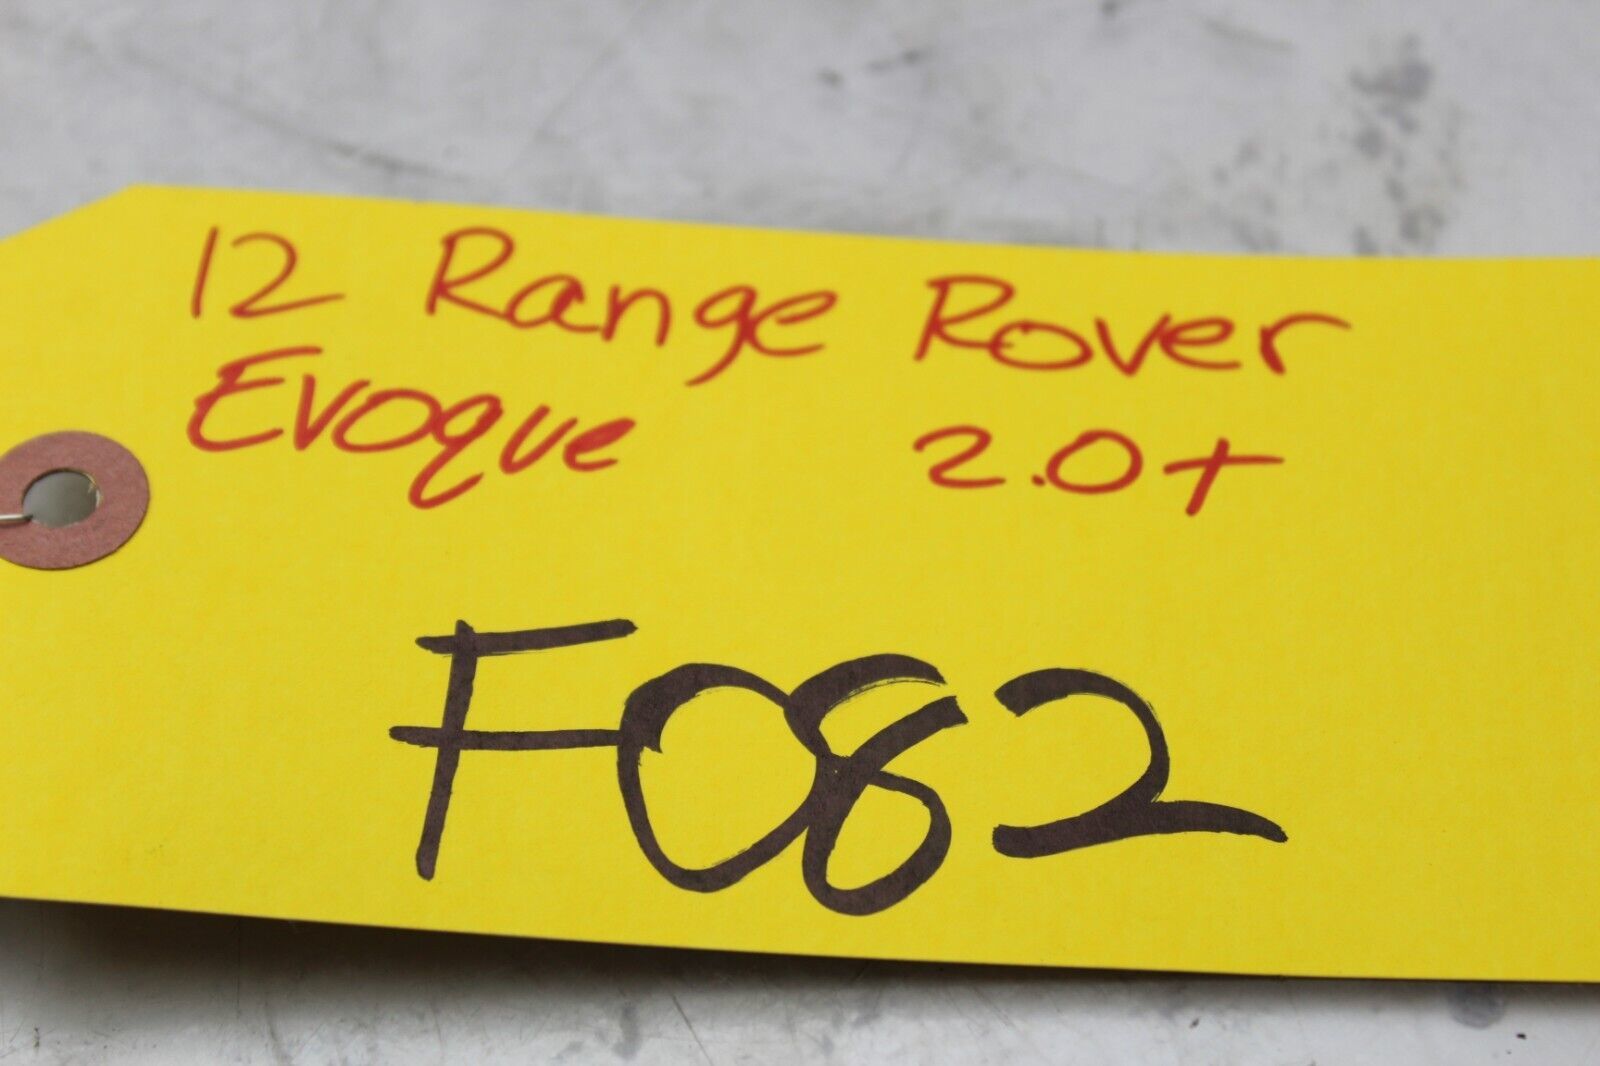 12 Range Rover
Evoque 2.0t
F082